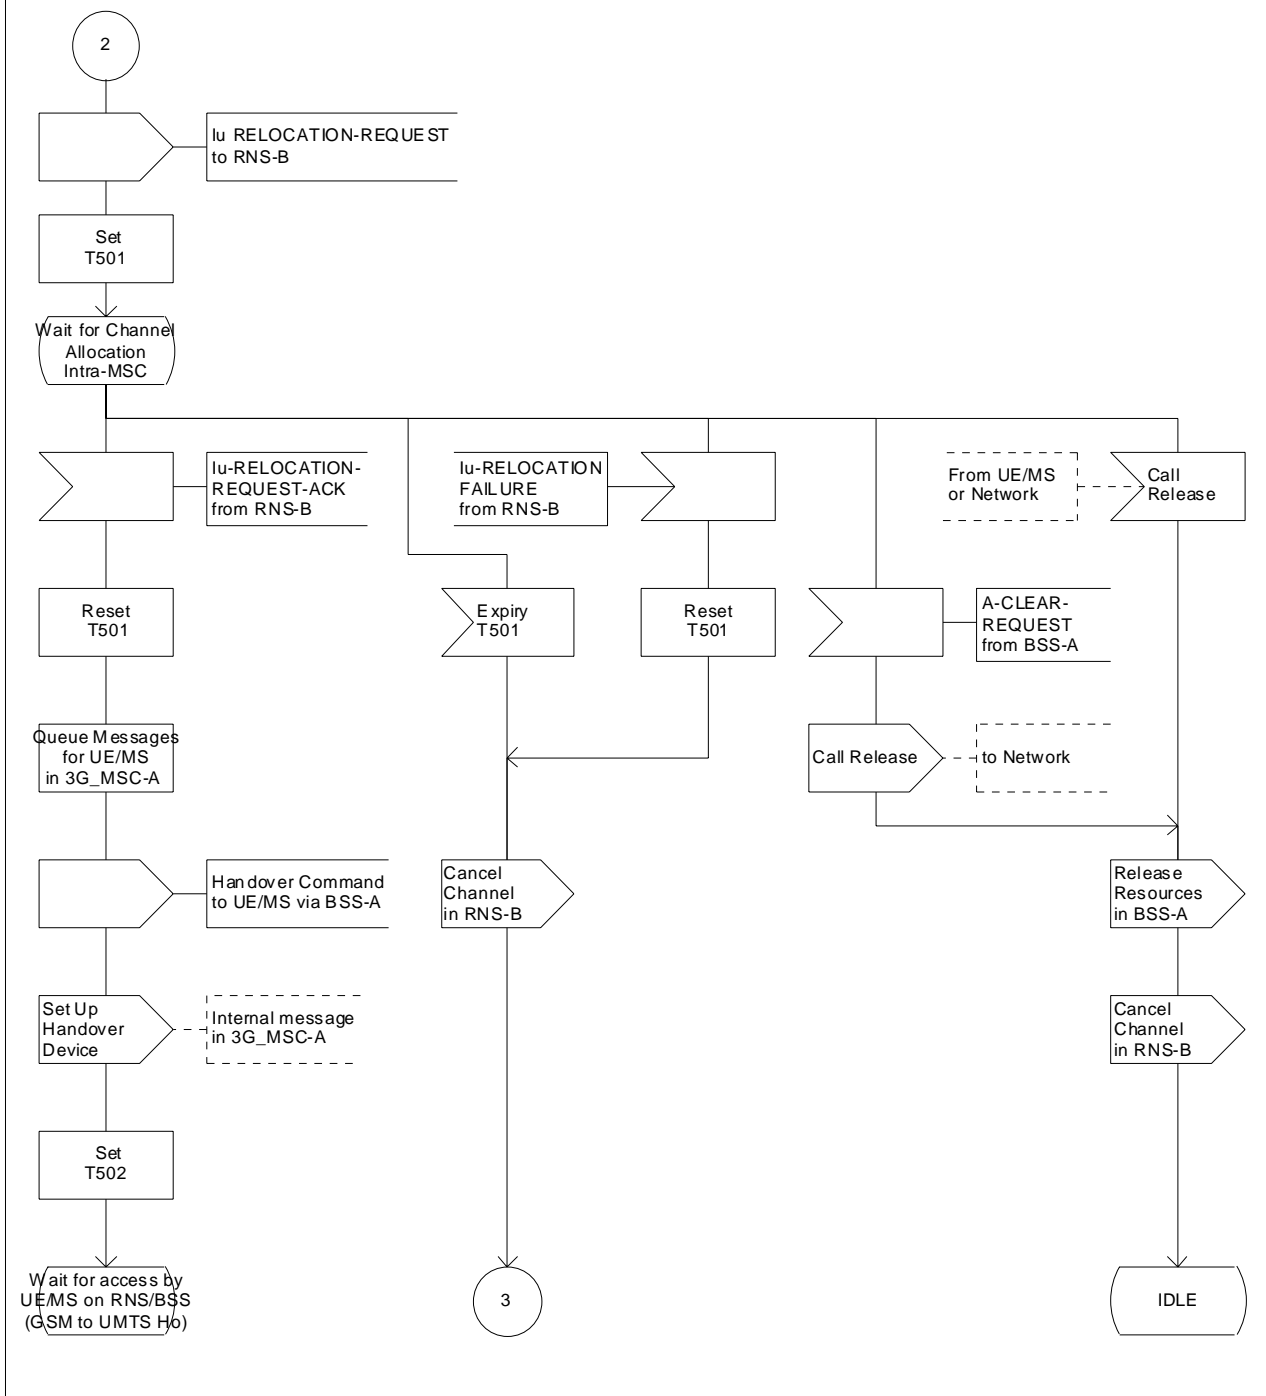 2
Iu RELOCATION-REQUEST
to RNS-B
Set
T501
Wait for Channel
Allocation
Intra-MSC
Iu-RELOCATION-
REQUEST-ACK
from RNS-B
Iu-RELOCATION
FAILURE
from RNS-B
From UE/MS
or Network
Call
Release
Reset
T501
Expiry
T501
Reset
T501
A-CLEAR-
REQUEST
from BSS-A
Queue Messages
for UE/MS
in 3G_MSC-A
Call Release
to Network
Handover Command
to UE/MS via BSS-A
Cancel
Channel
in RNS-B
Release
Resources
in BSS-A
Set Up
Handover
Device
Internal message
in 3G_MSC-A
Cancel
Channel
in RNS-B
Set
T502
Wait for access by
UE/MS on RNS/BSS
(GSM to UMTS Ho)
3
IDLE